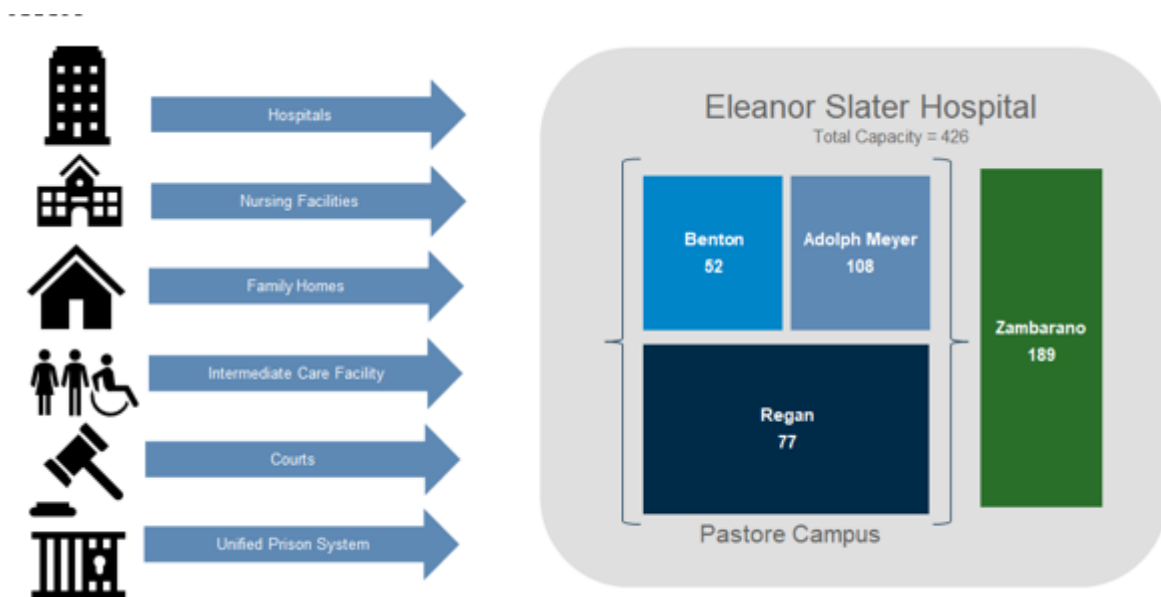 Hospitals
Nursing Facilities
Family Homes
Intermediate Care Facility
Courts
Unified Prison System
Eleanor Slater Hospital
Total Capacity = 426
Benton
52
Adolph Meyer
108
Regan
77
Zambarano
189
Pastore Campus